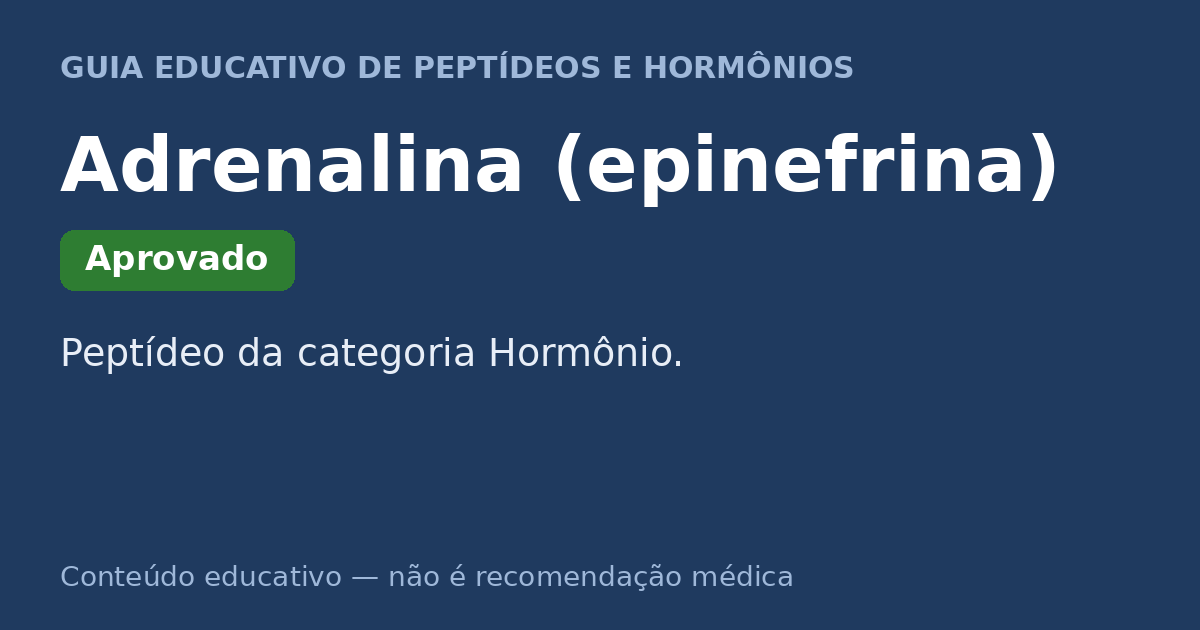 GUIA EDUCATIVO DE PEPTÍDEOS E HORMÔNIOS
Adrenalina (epinefrina)
Aprovado
Peptídeo da categoria Hormônio.
Conteúdo educativo — não é recomendação médica